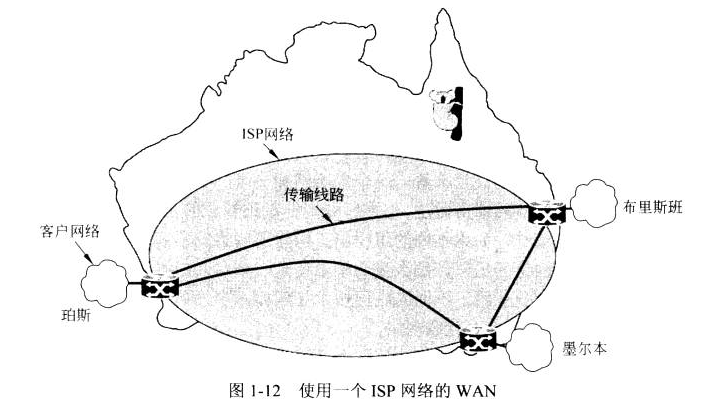 ISP网络
传输线路
客户网络
布里斯班
珀斯
墨尔本
图 1-12 使用一个 ISP 网络的 WAN